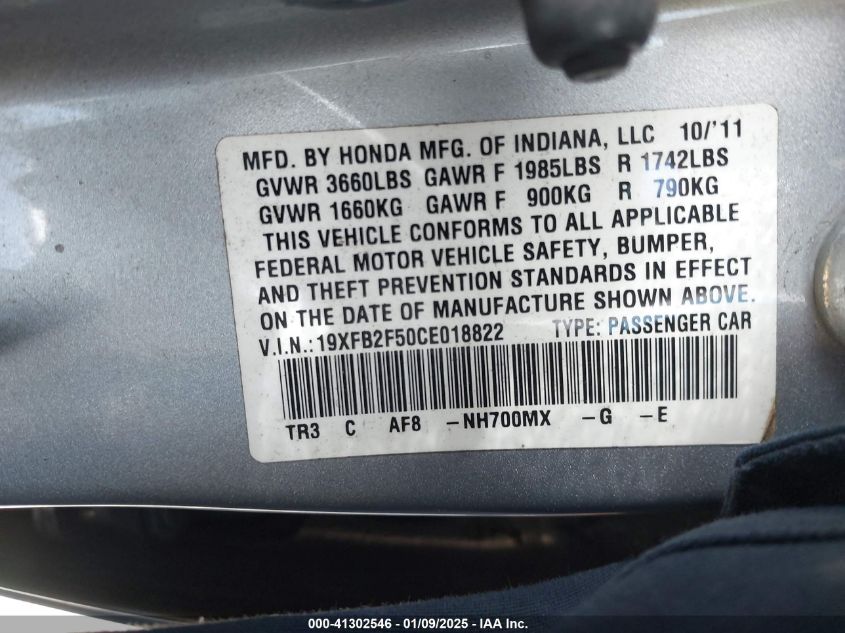 MFD. BY HONDA MFG. OF INDIANA, LLC 10/'11
GVWR 3660LBS GAWR F 1985LBS R 1742LBS
GVWR 1660KG GAWR F 900KG R 790KG
THIS VEHICLE CONFORMS TO ALL APPLICABLE
FEDERAL MOTOR VEHICLE SAFETY, BUMPER,
AND THEFT PREVENTION STANDARDS IN EFFECT
ON THE DATE OF MANUFACTURE SHOWN ABOVE.
V.I.N.: 19XFB2F50CE018822 TYPE: PASSENGER CAR
TR3 C AF8 -NH700MX -G -E
000-41302546 - 01/09/2025 - IAA Inc.